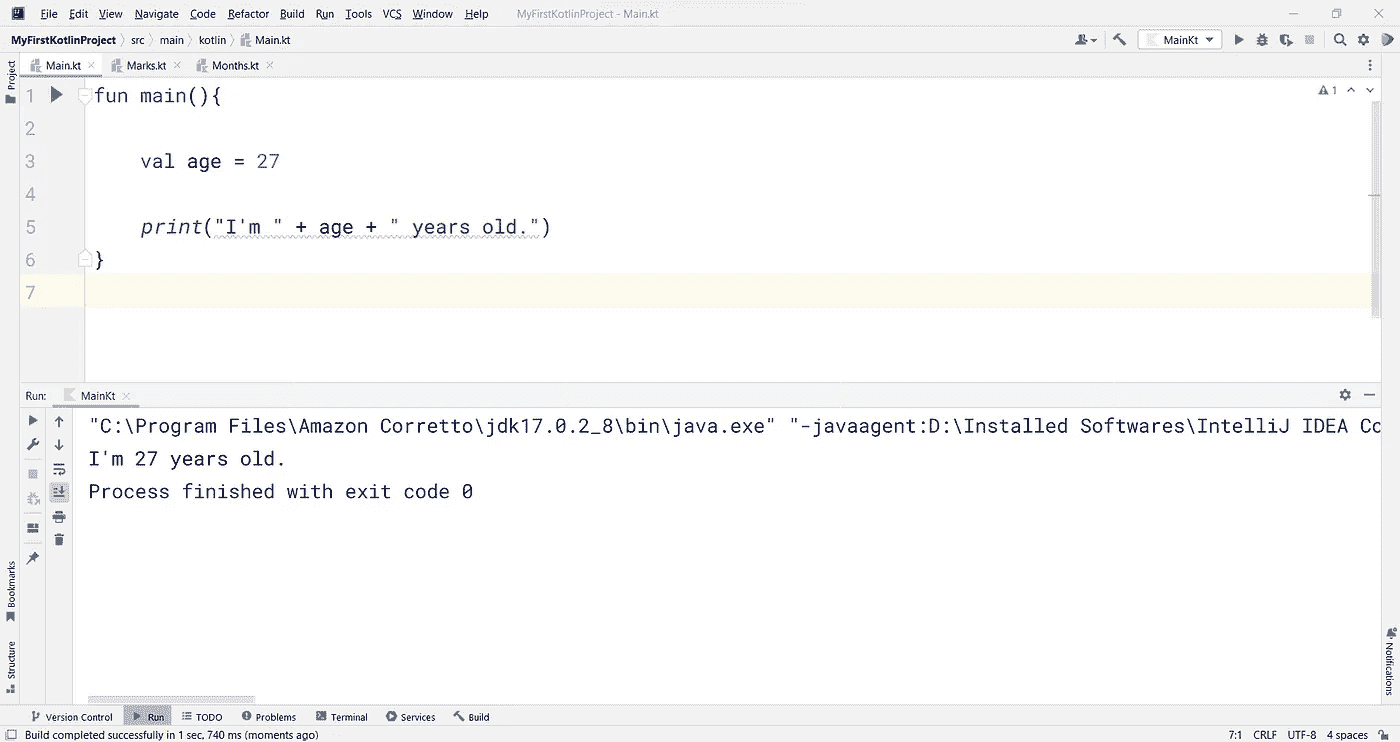 File Edit View Navigate Code Refactor Build Run Tools VCS Window Help MyFirstKotlinProject - Main.kt
MyFirstKotlinProject src main kotlin Main.kt MainKt
Main.kt Marks.kt Months.kt
Project
1 fun main(){ 1
2
3 val age = 27
4
5 print("I'm " + age + " years old.")
6 }
7
Run: MainKt
"C:\Program Files\Amazon Corretto\jdk17.0.2_8\bin\java.exe" "-javaagent:D:\Installed Softwares\IntelliJ IDEA Co
I'm 27 years old.
Process finished with exit code 0
Bookmarks
Structure
Notifications
Version Control Run TODO Problems Terminal Services Build
Build completed successfully in 1 sec, 740 ms (moments ago) 7:1 CRLF UTF-8 4 spaces